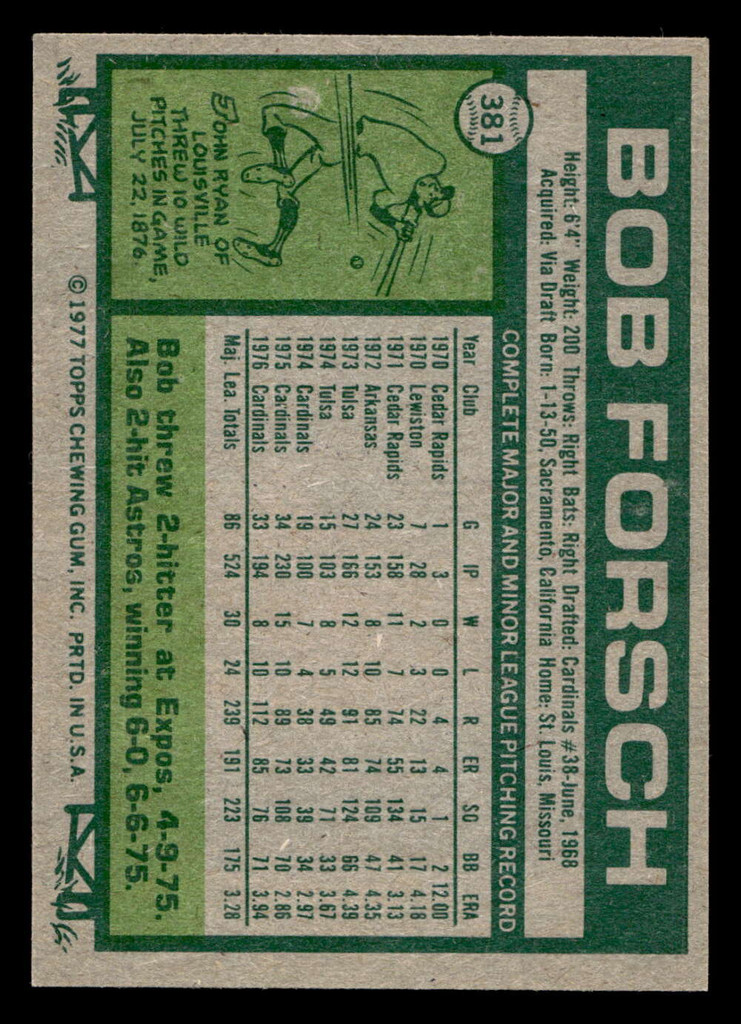 381
BOB FORSCH
Height: 6'4" Weight: 200 Throws: Right Bats: Right Drafted: Cardinals #38-June, 1968
Acquired: Via Draft Born: 1-13-50, Sacramento, California Home: St. Louis, Missouri
COMPLETE MAJOR AND MINOR LEAGUE PITCHING RECORD
Year Club G IP W L R ER SO BB ERA
1970 Cedar Rapids 1 3 0 0 4 4 1 2 12.00
1970 Lewiston 7 28 2 3 22 13 15 17 4.18
1971 Cedar Rapids 23 158 11 7 74 55 134 41 3.13
1972 Arkansas 24 153 8 10 85 74 109 47 4.35
1973 Tulsa 27 166 12 12 91 81 124 66 4.39
1974 Tulsa 15 103 8 5 49 42 71 33 3.67
1974 Cardinals 19 100 7 4 38 33 39 34 2.97
1975 Cardinals 34 230 15 10 89 73 108 70 2.86
1976 Cardinals 33 194 8 10 112 85 76 71 3.94
Maj. Lea. Totals 86 524 30 24 239 191 223 175 3.28
JOHN RYAN OF
LOUISVILLE
THREW 10 WILD
PITCHES IN GAME,
JULY 22, 1876.
Bob threw 2-hitter at Expos, 4-9-75.
Also 2-hit Astros, winning 6-0, 6-6-75.
© 1977 TOPPS CHEWING GUM, INC. PRTD. IN U.S.A.